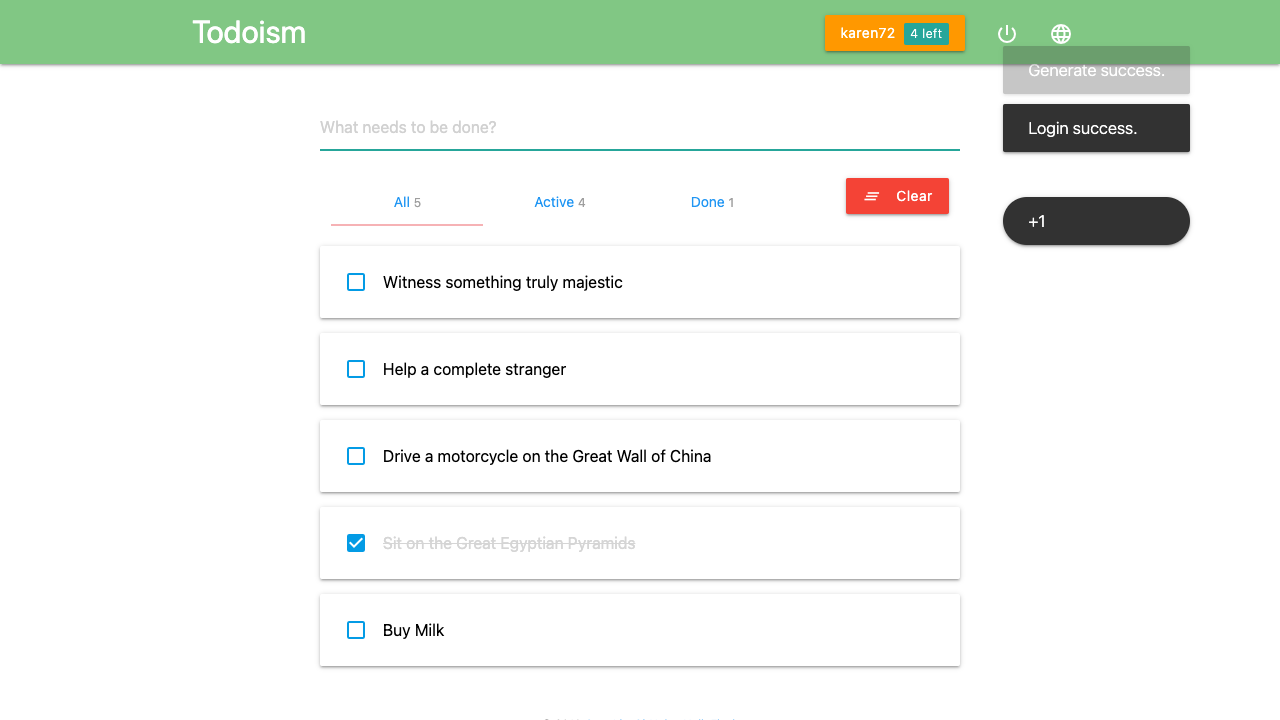 Todoism
karen72 4 left
Generate success.
Login success.
+1
What needs to be done?
All 5
Active 4
Done 1
Clear
Witness something truly majestic
Help a complete stranger
Drive a motorcycle on the Great Wall of China
Sit on the Great Egyptian Pyramids
Buy Milk